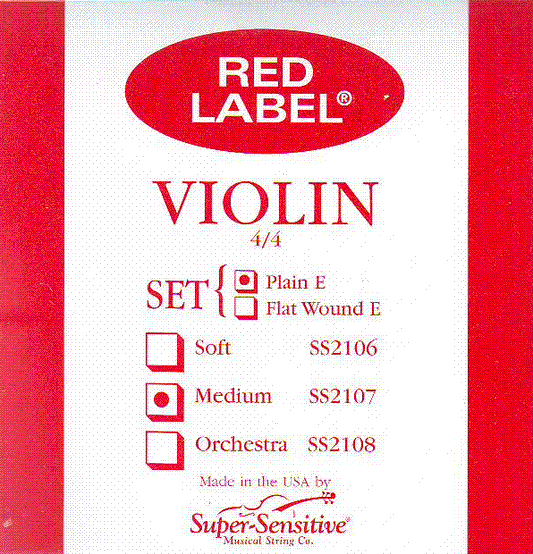 RED
LABEL®
VIOLIN
4/4
SET { Plain E
Flat Wound E
Soft SS2106
Medium SS2107
Orchestra SS2108
Made in the USA by
Super-Sensitive®
Musical String Co.